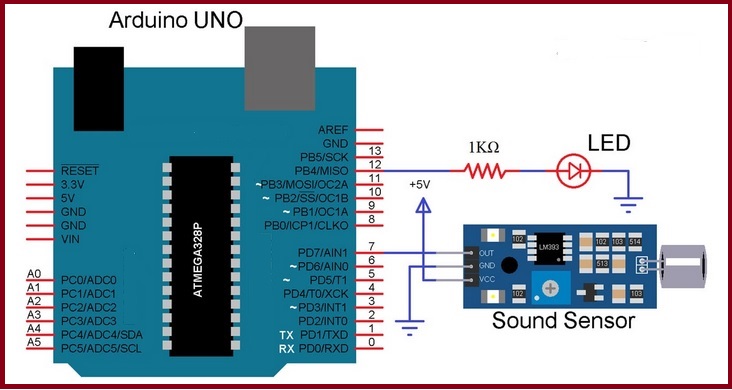 Arduino UNO
AREF
GND
PB5/SCK 13
PB4/MISO 12
~PB3/MOSI/OC2A 11
~PB2/SS/OC1B 10
~PB1/OC1A 9
PB0/ICP1/CLKO 8
PD7/AIN1 7
~PD6/AIN0 6
~PD5/T1 5
PD4/T0/XCK 4
~PD3/INT1 3
PD2/INT0 2
TX PD1/TXD 1
RX PD0/RXD 0
RESET
3.3V
5V
GND
GND
VIN
A0 PC0/ADC0
A1 PC1/ADC1
A2 PC2/ADC2
A3 PC3/ADC3
A4 PC4/ADC4/SDA
A5 PC5/ADC5/SCL
ATMEGA328P
1KΩ
LED
+5V
OUT
GND
VCC
102
LM393
102 103 514
513
102
103
Sound Sensor